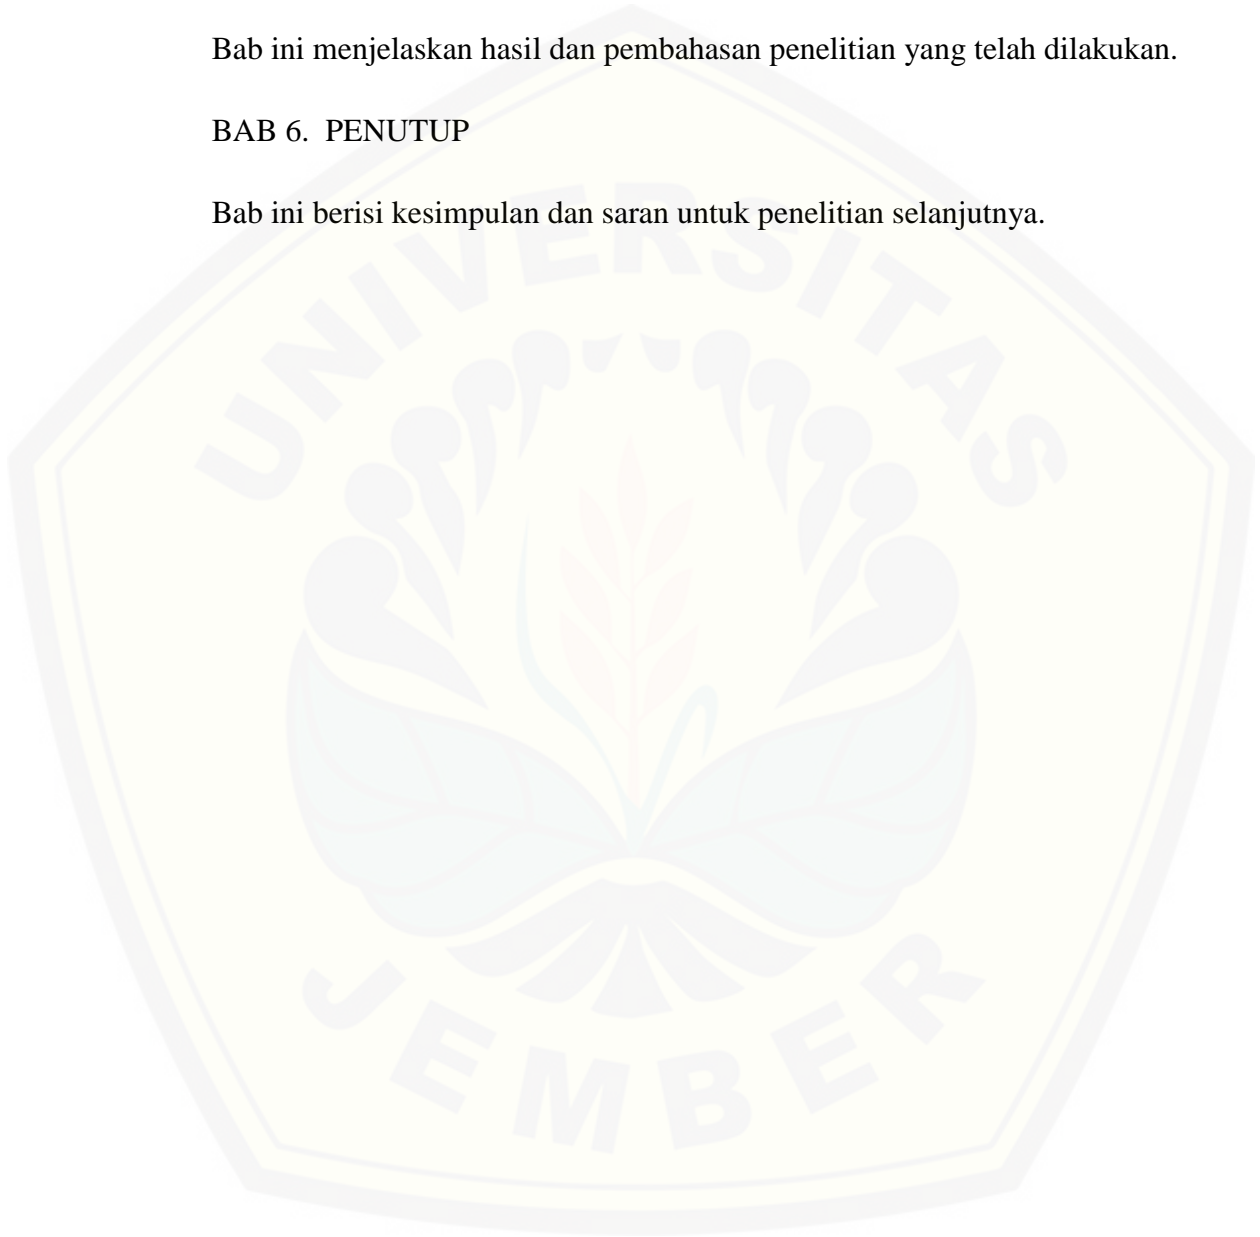 Bab ini menjelaskan hasil dan pembahasan penelitian yang telah dilakukan.
BAB 6. PENUTUP
Bab ini berisi kesimpulan dan saran untuk penelitian selanjutnya.
UNIVERSITAS
JEMBER